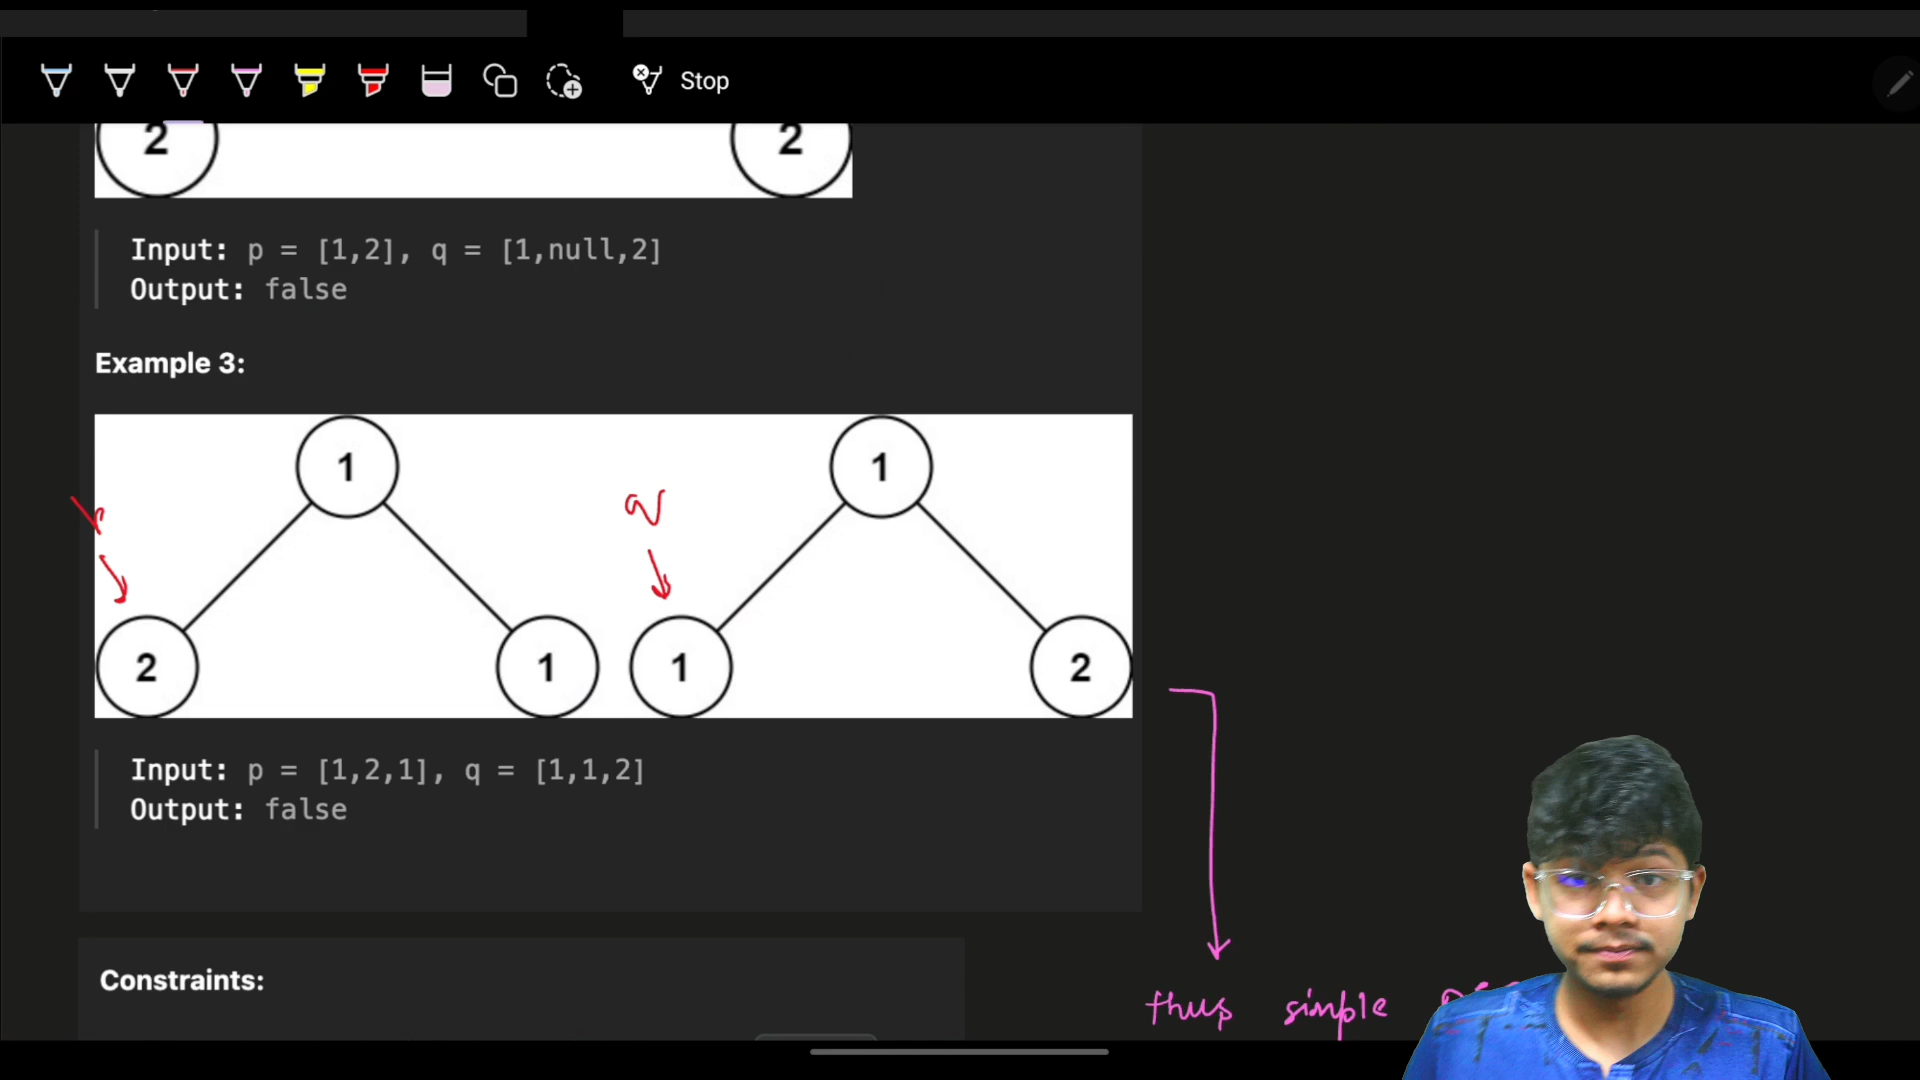 Stop
2 2
Input: p = [1,2], q = [1,null,2]
Output: false
Example 3:
1 1
p q
2 1 1 2
Input: p = [1,2,1], q = [1,1,2]
Output: false
Constraints:
thus simple